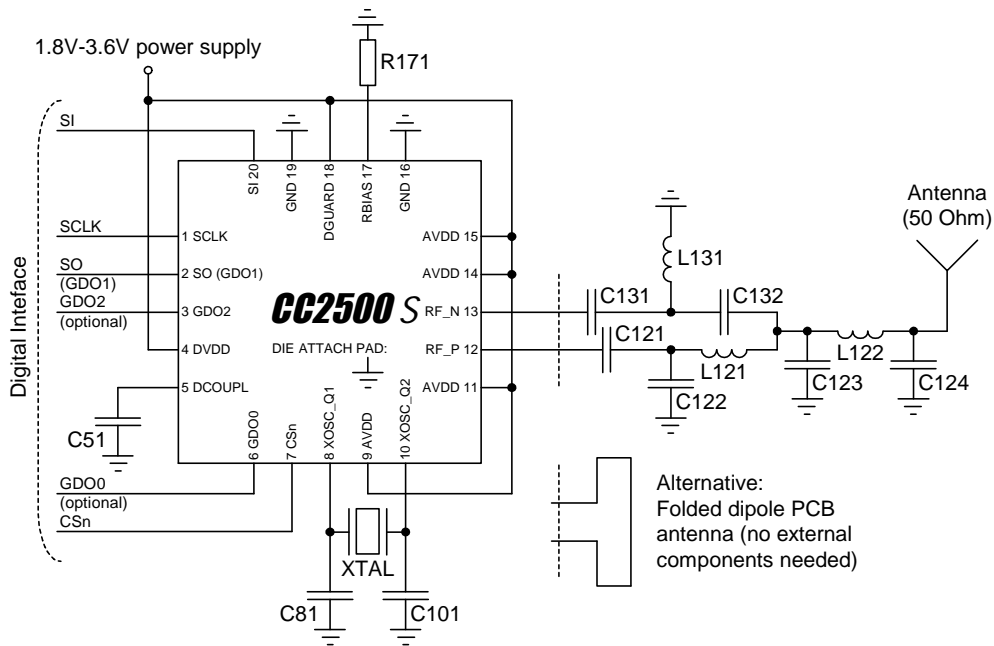 1.8V-3.6V power supply
R171
SI
SI 20
GND 19
DGUARD 18
RBIAS 17
GND 16
Antenna
(50 Ohm)
Digital Inteface
SCLK
1 SCLK
AVDD 15
L131
SO
(GDO1)
2 SO (GDO1)
AVDD 14
C131
C132
GDO2
(optional)
3 GDO2
CC2500 S
RF_N 13
C121
4 DVDD
DIE ATTACH PAD:
RF_P 12
L121
L122
C123
C124
5 DCOUPL
AVDD 11
C122
C51
6 GDO0
7 CSn
8 XOSC_Q1
9 AVDD
10 XOSC_Q2
GDO0
(optional)
CSn
XTAL
C81
C101
Alternative:
Folded dipole PCB
antenna (no external
components needed)